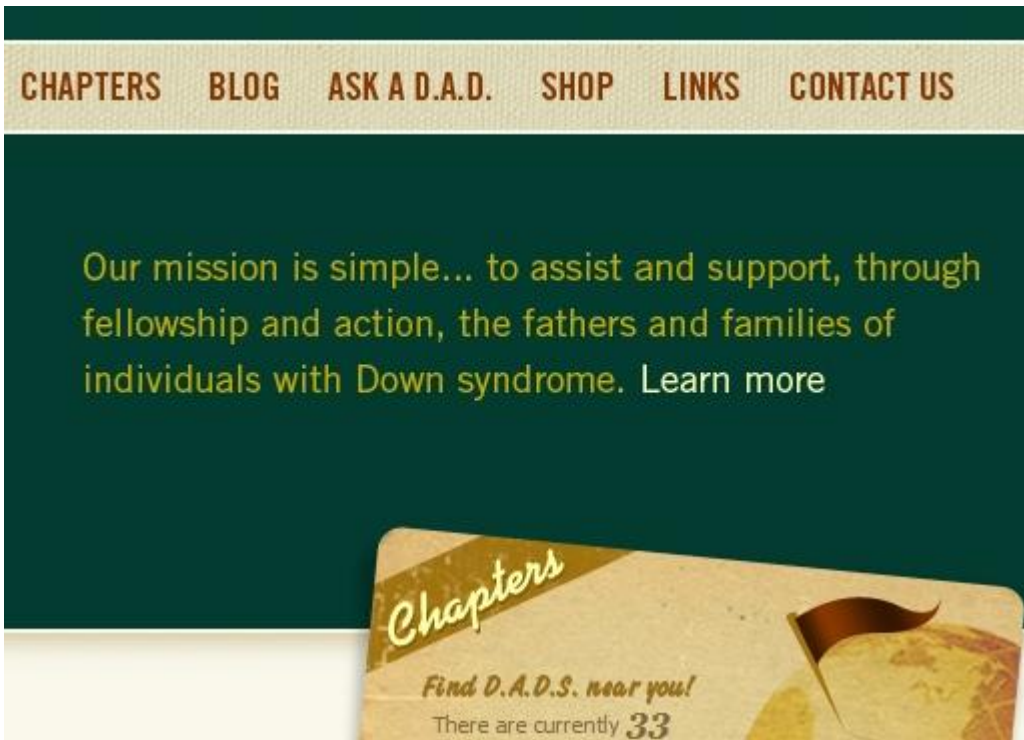 CHAPTERS BLOG ASK A D.A.D. SHOP LINKS CONTACT US
Our mission is simple... to assist and support, through
fellowship and action, the fathers and families of
individuals with Down syndrome. Learn more
Chapters
Find D.A.D.S. near you!
There are currently 33